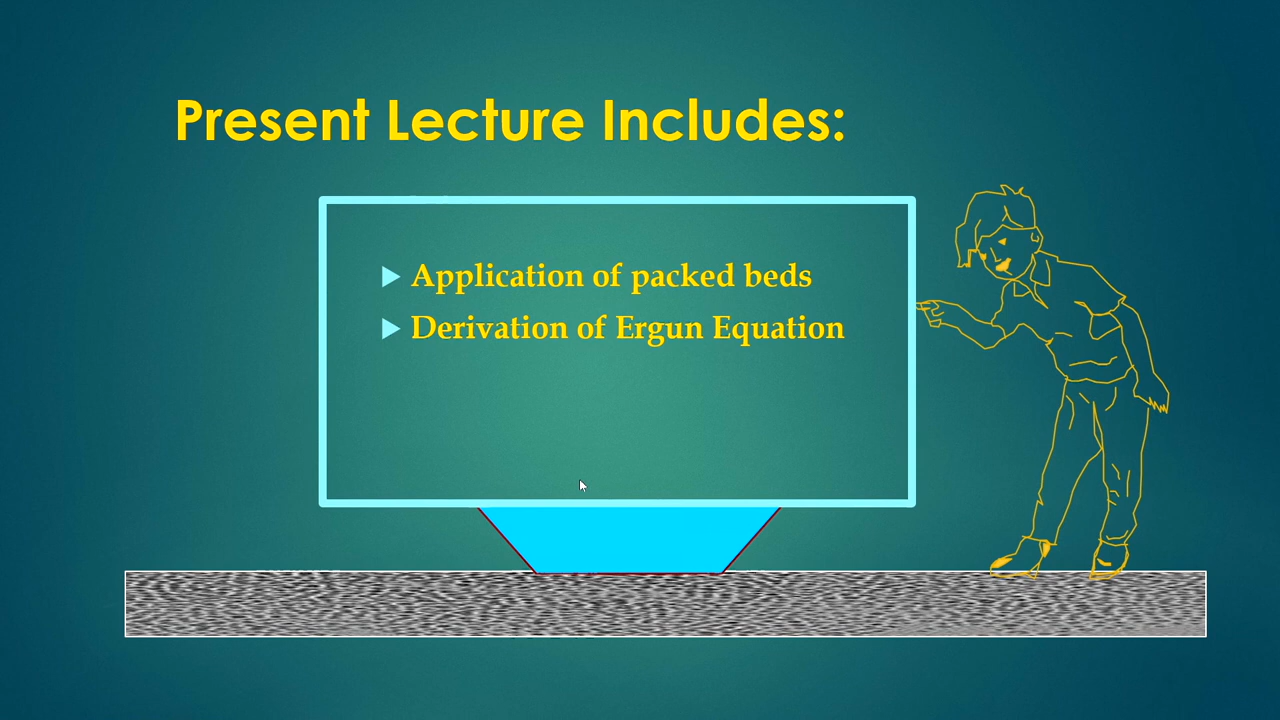 Present Lecture Includes:
Application of packed beds
Derivation of Ergun Equation